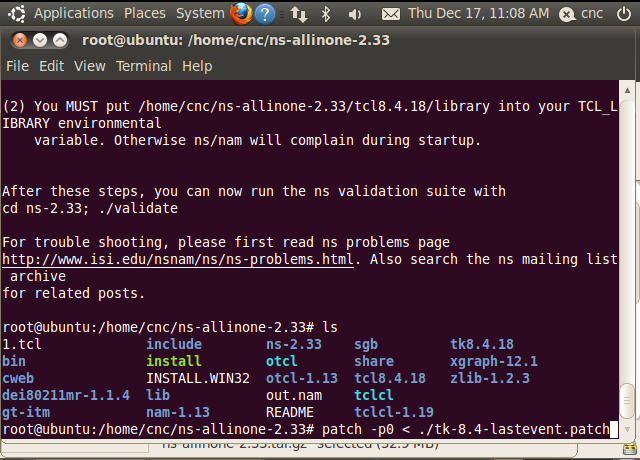 Applications Places System Thu Dec 17, 11:08 AM cnc
root@ubuntu: /home/cnc/ns-allinone-2.33
File Edit View Terminal Help
(2) You MUST put /home/cnc/ns-allinone-2.33/tcl8.4.18/library into your TCL_L
IBRARY environmental
variable. Otherwise ns/nam will complain during startup.
After these steps, you can now run the ns validation suite with
cd ns-2.33; ./validate
For trouble shooting, please first read ns problems page
http://www.isi.edu/nsnam/ns/ns-problems.html. Also search the ns mailing list
archive
for related posts.
root@ubuntu:/home/cnc/ns-allinone-2.33# ls
1.tcl include ns-2.33 sgb tk8.4.18
bin install otcl share xgraph-12.1
cweb INSTALL.WIN32 otcl-1.13 tcl8.4.18 zlib-1.2.3
dei80211mr-1.1.4 lib out.nam tclcl
gt-itm nam-1.13 README tclcl-1.19
root@ubuntu:/home/cnc/ns-allinone-2.33# patch -p0 < ./tk-8.4-lastevent.patch
"ns-allinone-2.33.tar.gz" selected (52.9 MB)